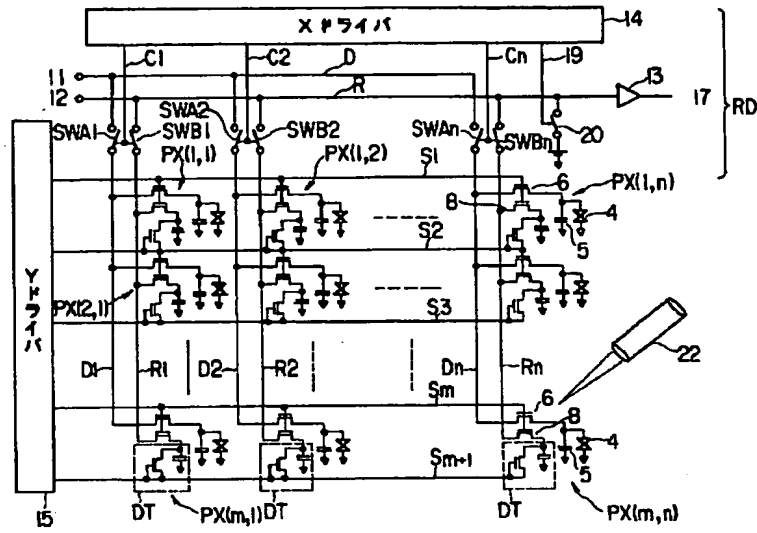 Xドライバ 14
C1 C2 D Cn 19
11 R 13
12 17 RD
SWA1 SWB1 SWA2 SWB2 SWAn SWBn 20
PX(1,1) PX(1,2) S1 6 PX(1,n)
8 4
S2 5
Yドライバ
PX(2,1) S3
D1 R1 D2 R2 Dn Rn 22
Sm 6
8
4
Sm+1 5
15 DT PX(m,1) DT DT PX(m,n)